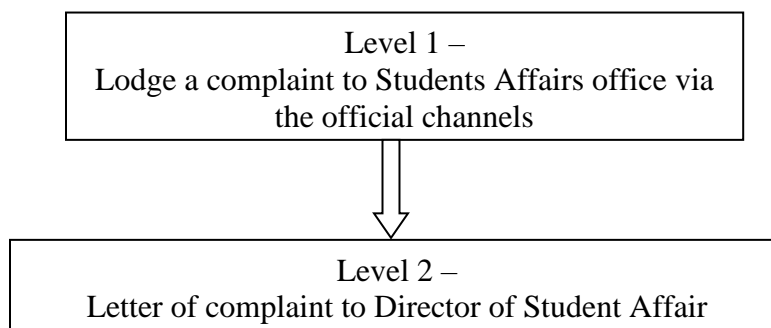 Level 1 –
Lodge a complaint to Students Affairs office via
the official channels
Level 2 –
Letter of complaint to Director of Student Affair